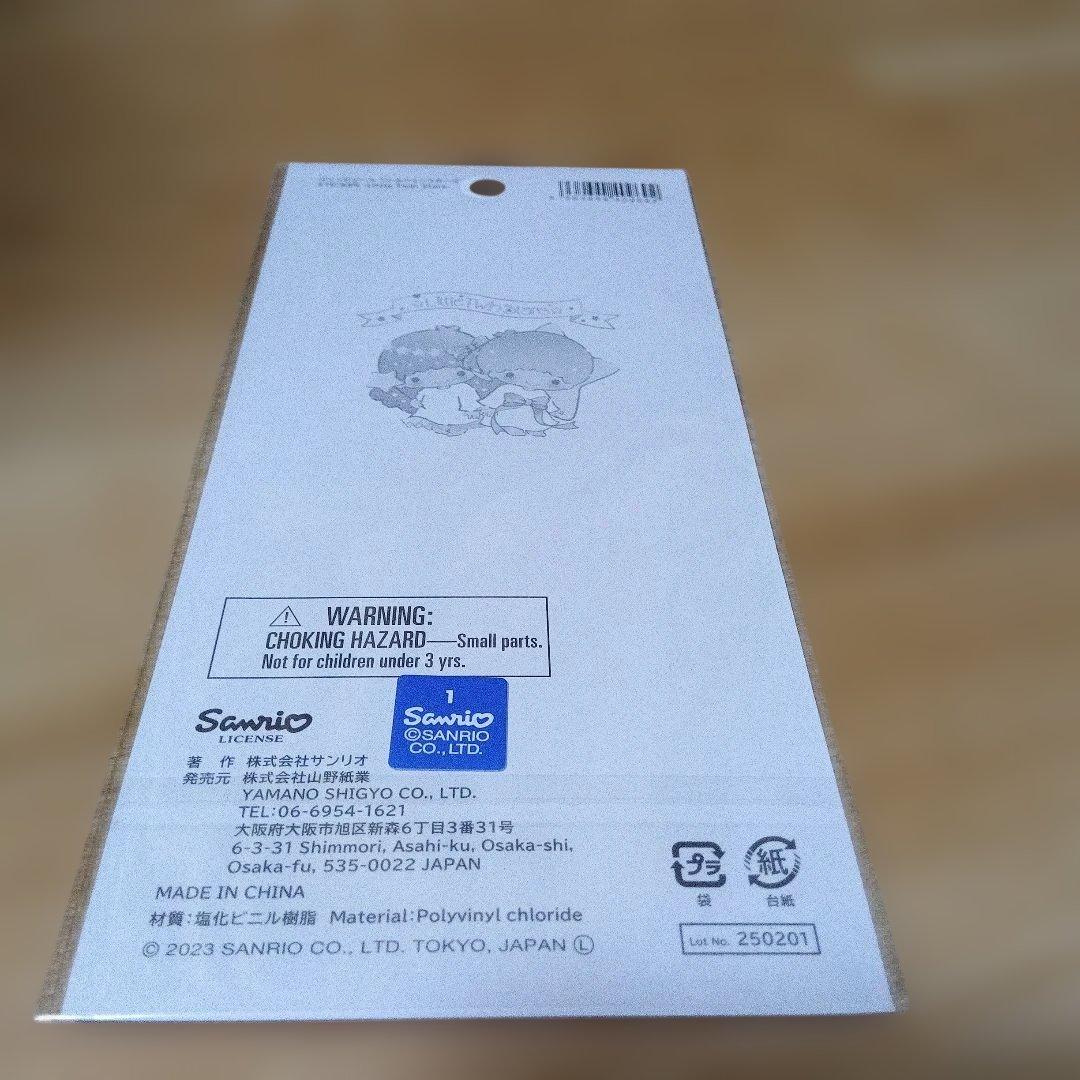 WARNING:
CHOKING HAZARD—Small parts.
Not for children under 3 yrs.
Sanrio
LICENSE
1
Sanrio
©SANRIO
CO., LTD.
著 作 株式会社サンリオ
発売元 株式会社山野紙業
YAMANO SHIGYO CO., LTD.
TEL:06-6954-1621
大阪府大阪市旭区新森6丁目3番31号
6-3-31 Shimmori, Asahi-ku, Osaka-shi,
Osaka-fu, 535-0022 JAPAN
MADE IN CHINA
材質:塩化ビニル樹脂 Material:Polyvinyl chloride
© 2023 SANRIO CO., LTD. TOKYO, JAPAN Ⓛ
プラ
袋
紙
台紙
Lot No. 250201